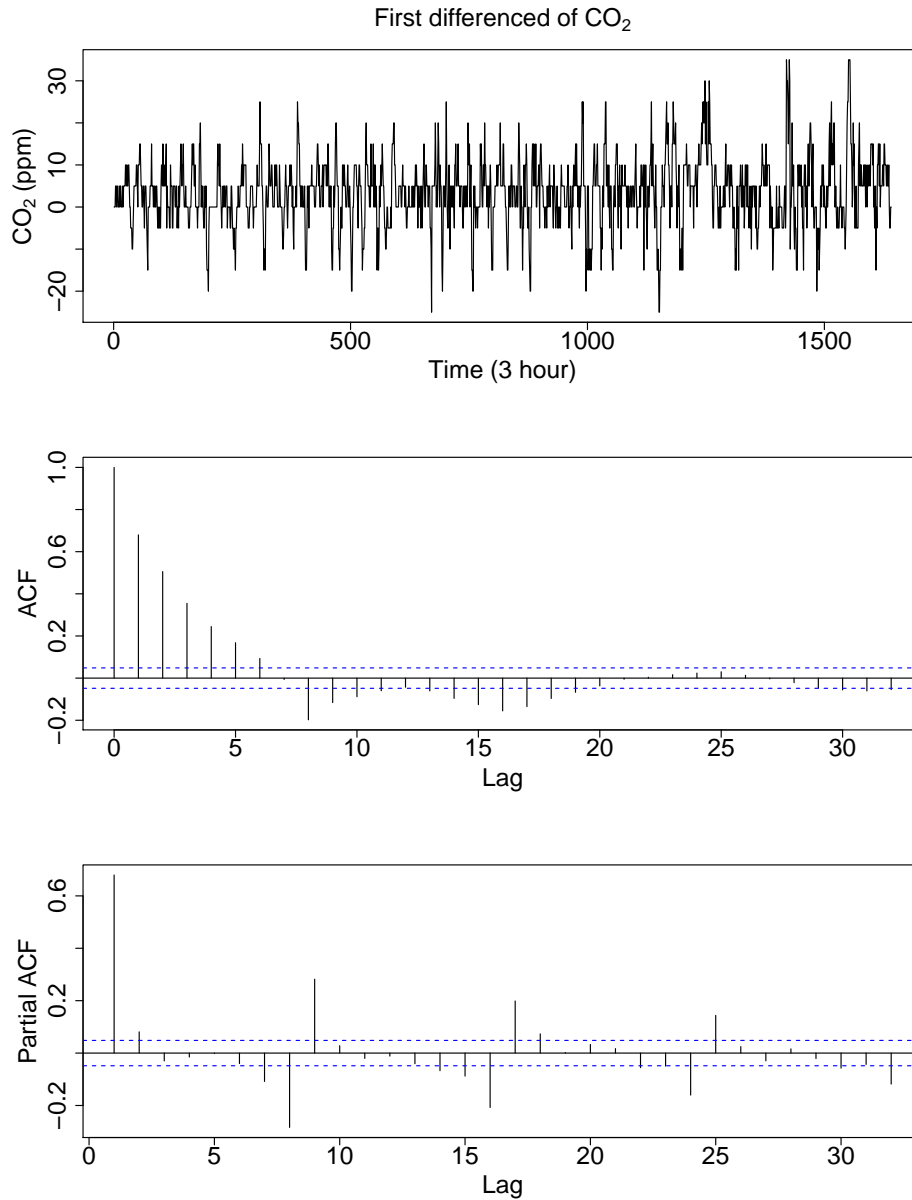 First differenced of CO₂
CO₂ (ppm)
30
10
0
−20
0 500 1000 1500
Time (3 hour)
ACF
1.0
0.6
0.2
−0.2
0 5 10 15 20 25 30
Lag
Partial ACF
0.6
0.2
−0.2
0 5 10 15 20 25 30
Lag